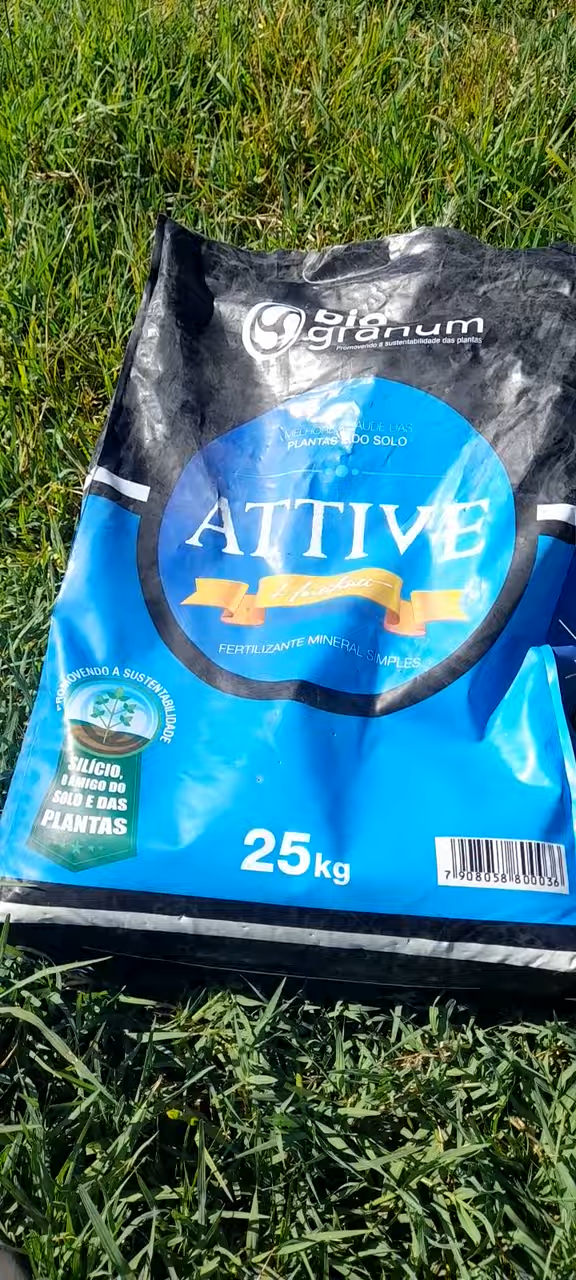 bio
granum
Promovendo a sustentabilidade das plantas
MELHORA SAÚDE DAS
PLANTAS DO SOLO
ATTIVE
FERTILIZANTE MINERAL SIMPLES
PROMOVENDO A SUSTENTABILIDADE
SILÍCIO,
O AMIGO DO
SOLO E DAS
PLANTAS
25kg
7 908058 800036